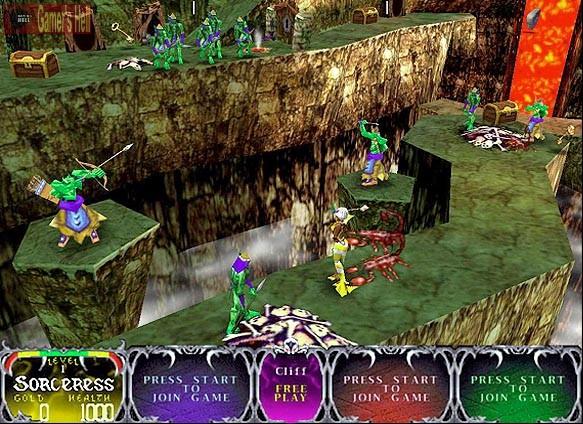 Gamer's Hell
LEVEL
1
SORCERESS
GOLD HEALTH
0 1000
PRESS START
TO
JOIN GAME
Cliff
FREE
PLAY
PRESS START
TO
JOIN GAME
PRESS START
TO
JOIN GAME